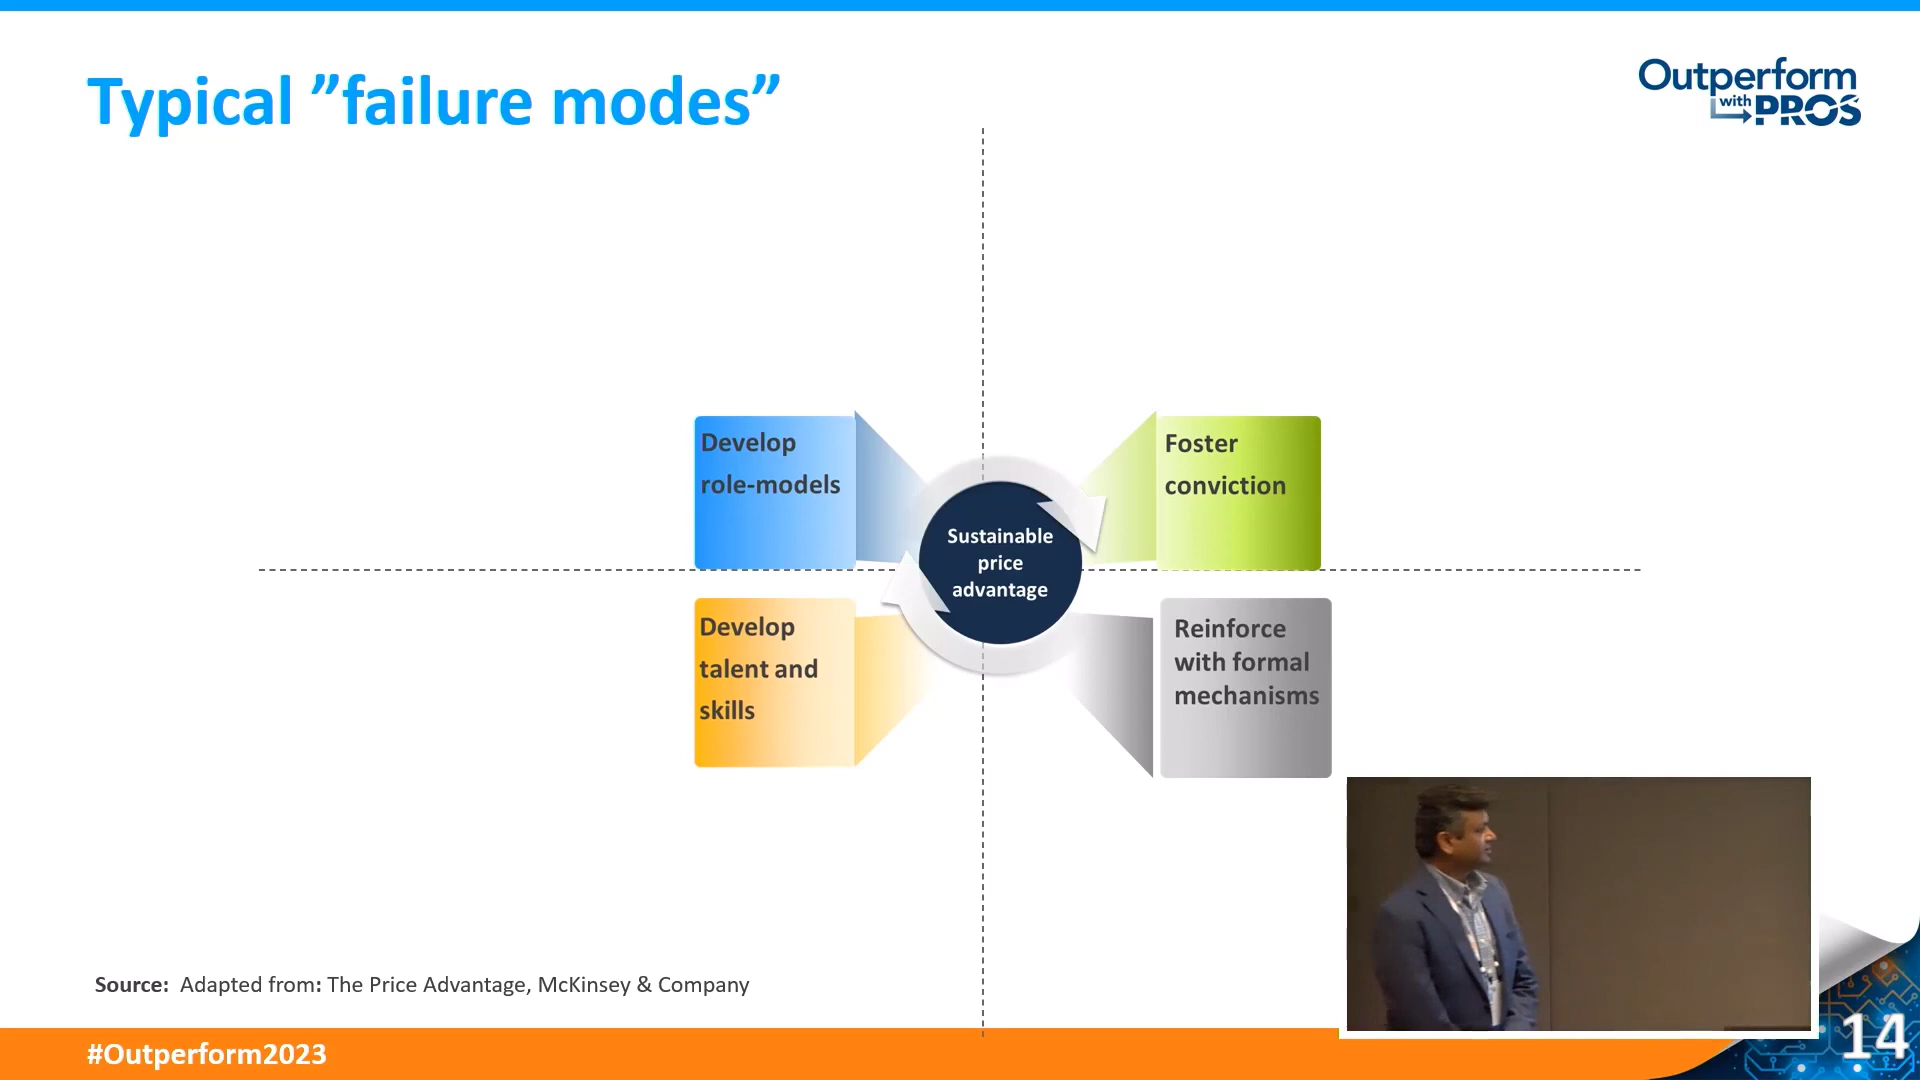 Typical ”failure modes”
Outperform
with PROS
Develop
role-models
Foster
conviction
Sustainable
price
advantage
Develop
talent and
skills
Reinforce
with formal
mechanisms
Source: Adapted from: The Price Advantage, McKinsey & Company
#Outperform2023
14